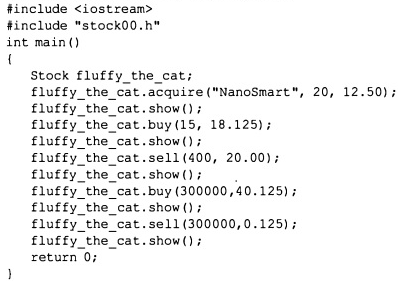 #include <iostream>
#include "stock00.h"
int main()
{
    Stock fluffy_the_cat;
    fluffy_the_cat.acquire("NanoSmart", 20, 12.50);
    fluffy_the_cat.show();
    fluffy_the_cat.buy(15, 18.125);
    fluffy_the_cat.show();
    fluffy_the_cat.sell(400, 20.00);
    fluffy_the_cat.show();
    fluffy_the_cat.buy(300000,40.125);
    fluffy_the_cat.show();
    fluffy_the_cat.sell(300000,0.125);
    fluffy_the_cat.show();
    return 0;
}